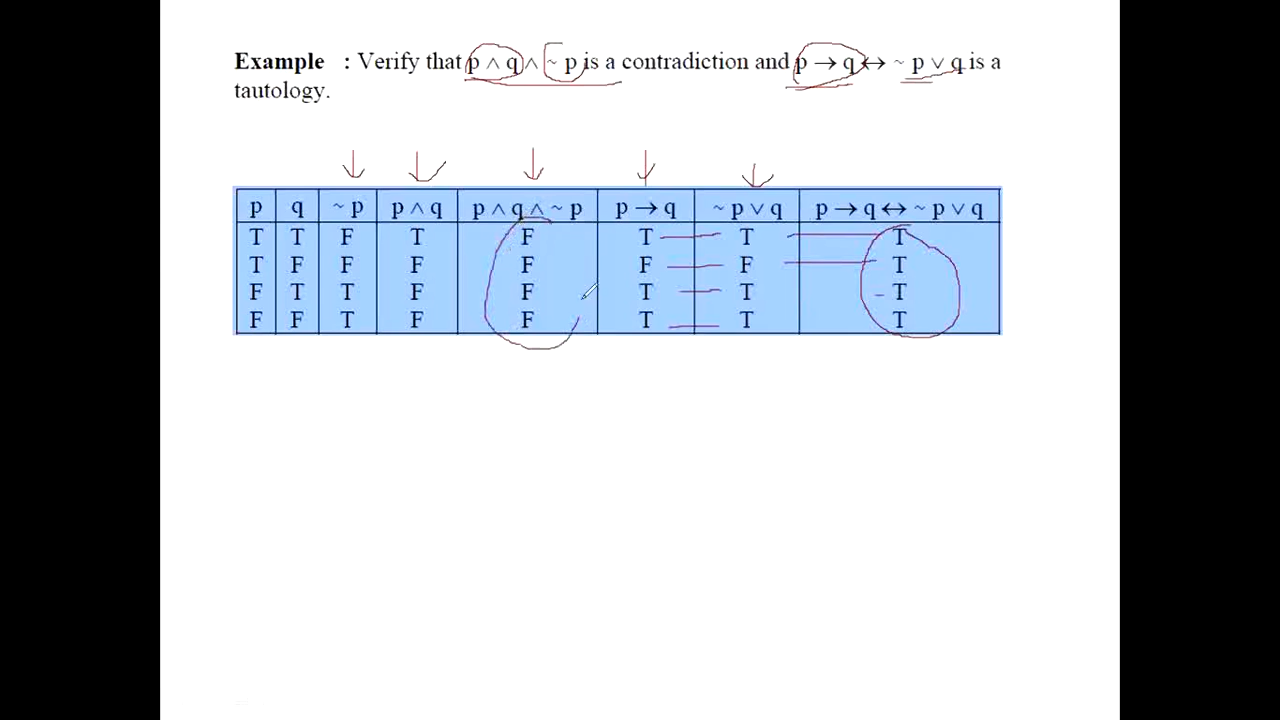 Example : Verify that p ∧ q ∧ ~ p is a contradiction and p → q ↔ ~ p ∨ q is a
tautology.
p q ~ p p ∧ q p ∧ q ∧ ~ p p → q ~ p ∨ q p → q ↔ ~ p ∨ q
T T F T F T T T
T F F F F F F T
F T T F F T T T
F F T F F T T T